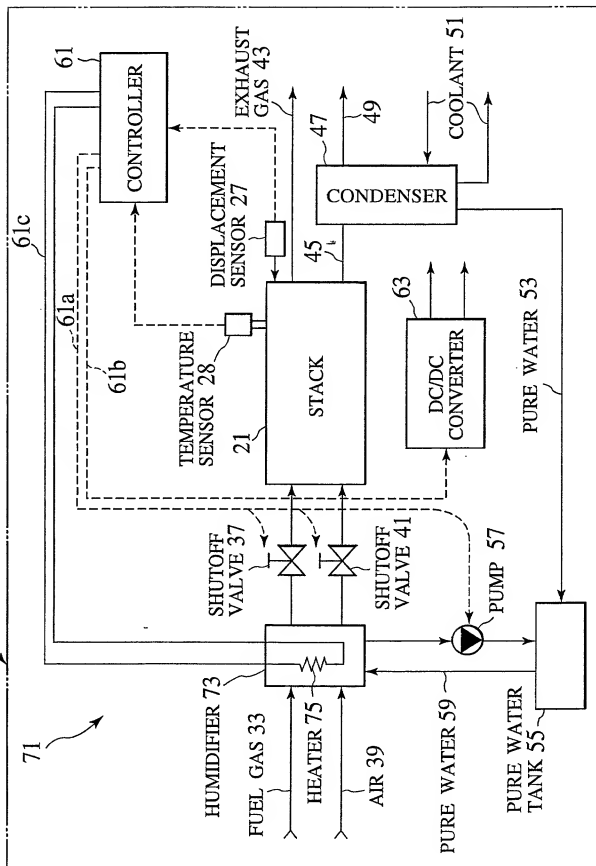 71
HUMIDIFIER 73
FUEL GAS 33
HEATER 75
AIR 39
PURE WATER 59
PURE WATER
TANK 55
PUMP 57
SHUTOFF
VALVE 37
SHUTOFF
VALVE 41
61c
61a
61b
21
STACK
TEMPERATURE
SENSOR 28
DISPLACEMENT
SENSOR 27
61
CONTROLLER
EXHAUST
GAS 43
45
47
49
CONDENSER
COOLANT 51
63
DC/DC
CONVERTER
PURE WATER 53